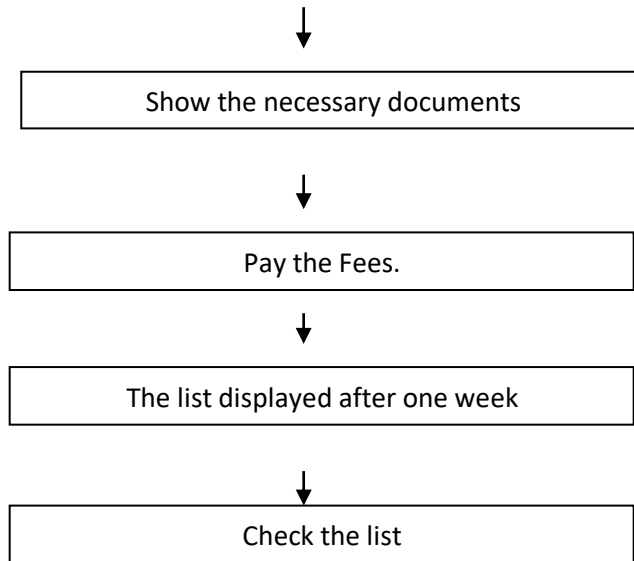 Show the necessary documents
Pay the Fees.
The list displayed after one week
Check the list